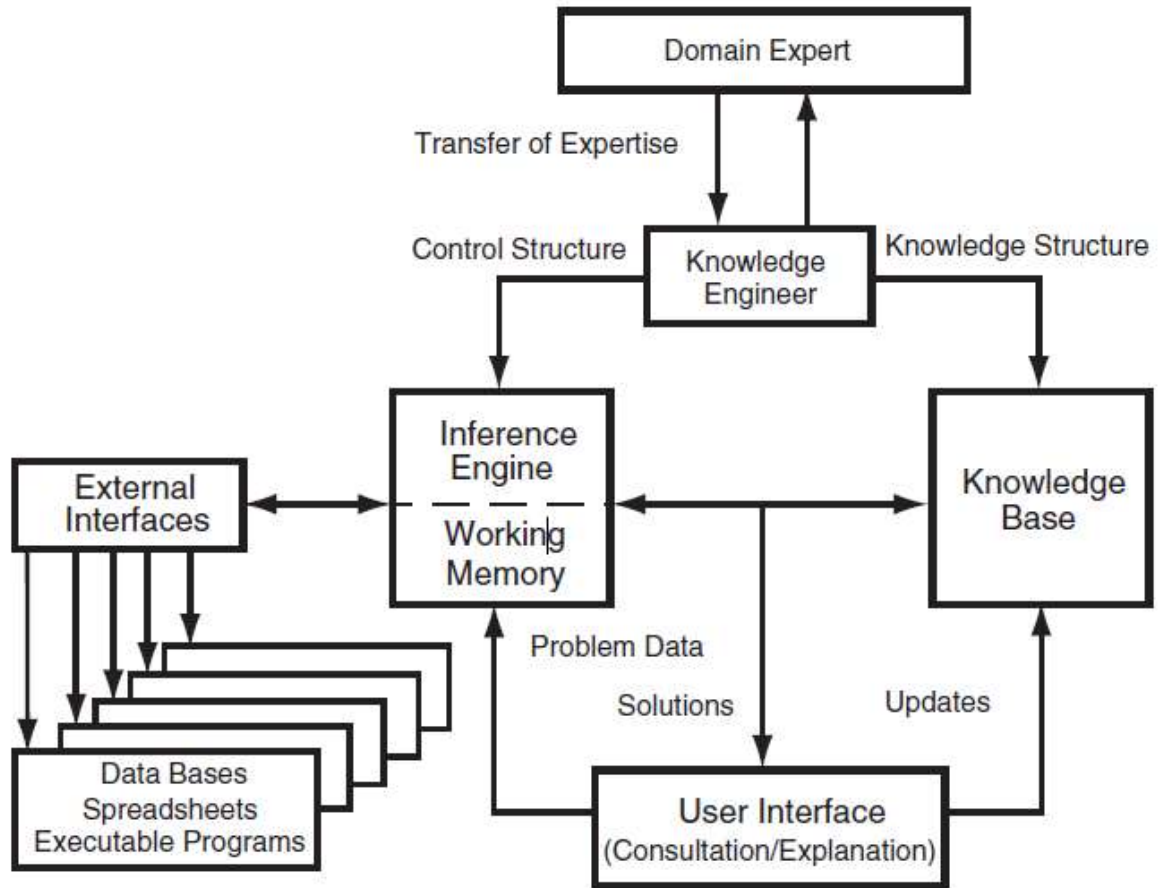 Domain Expert
Transfer of Expertise
Control Structure
Knowledge Structure
Knowledge
Engineer
Inference
Engine
Working
Memory
Knowledge
Base
External
Interfaces
Problem Data
Solutions
Updates
Data Bases
Spreadsheets
Executable Programs
User Interface
(Consultation/Explanation)